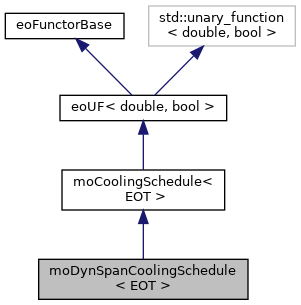 eoFunctorBase
std::unary_function
< double, bool >
eoUF< double, bool >
moCoolingSchedule<
EOT >
moDynSpanCoolingSchedule
< EOT >